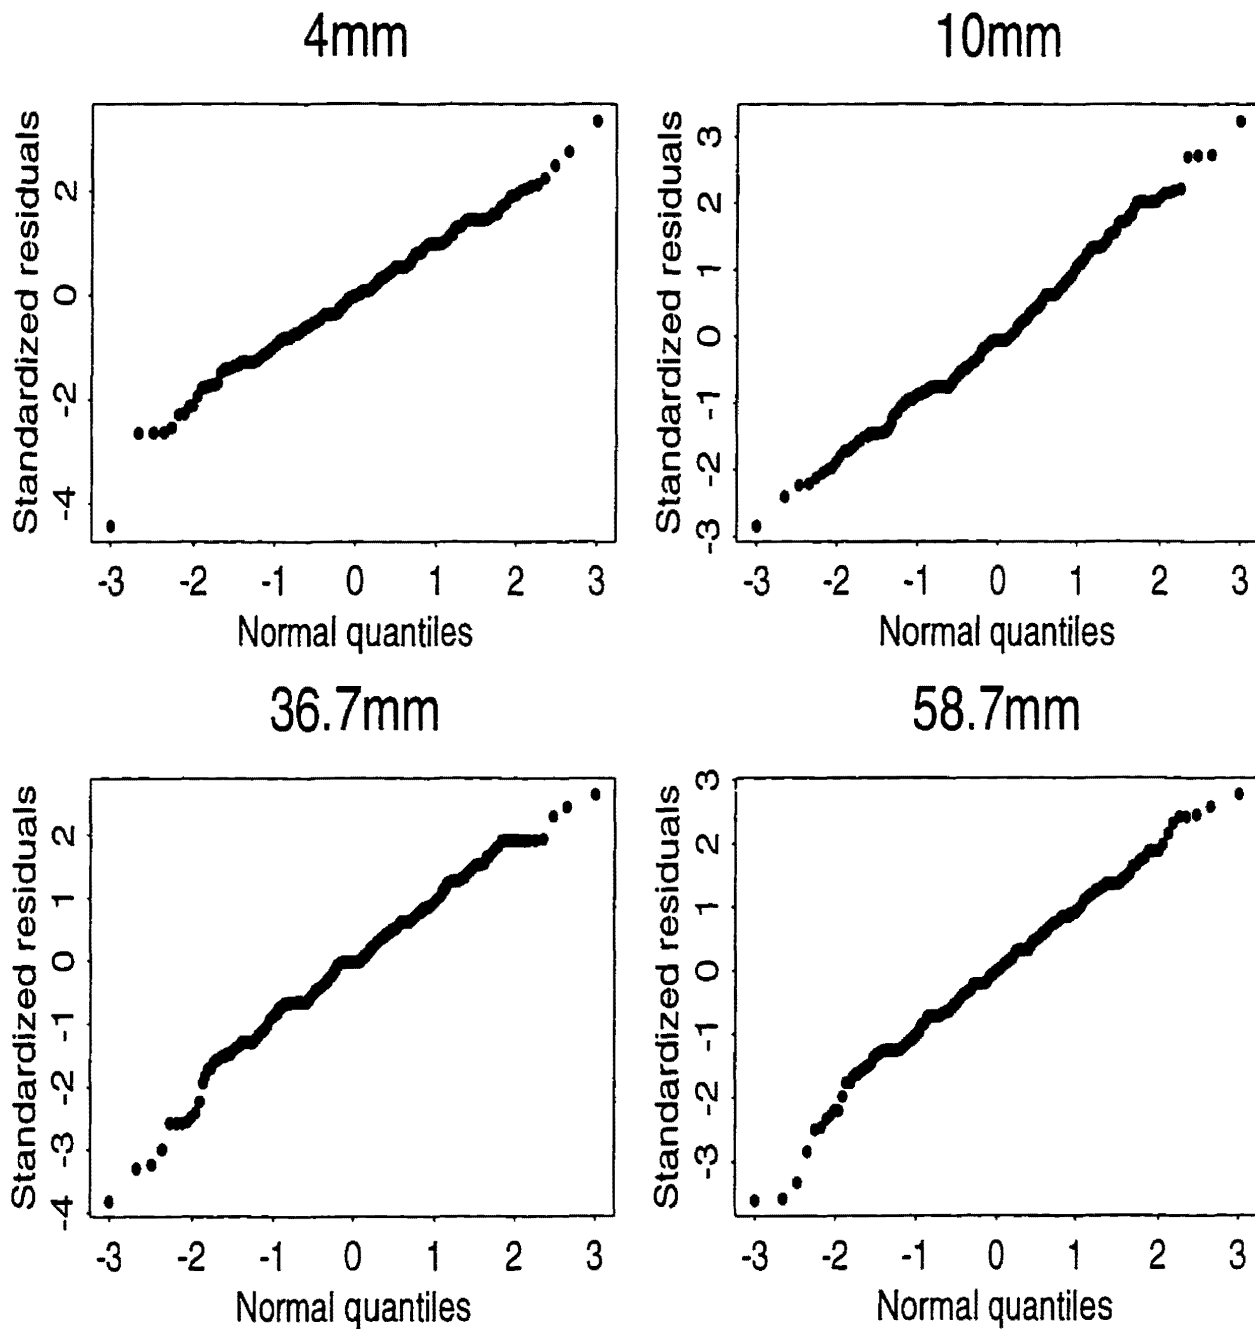 4mm
Standardized residuals
2
0
-2
-4
-3 -2 -1 0 1 2 3
Normal quantiles
10mm
Standardized residuals
3
2
1
0
-1
-2
-3
-3 -2 -1 0 1 2 3
Normal quantiles
36.7mm
Standardized residuals
2
1
0
-1
-2
-3
-4
-3 -2 -1 0 1 2 3
Normal quantiles
58.7mm
Standardized residuals
3
2
1
0
-1
-2
-3
-3 -2 -1 0 1 2 3
Normal quantiles